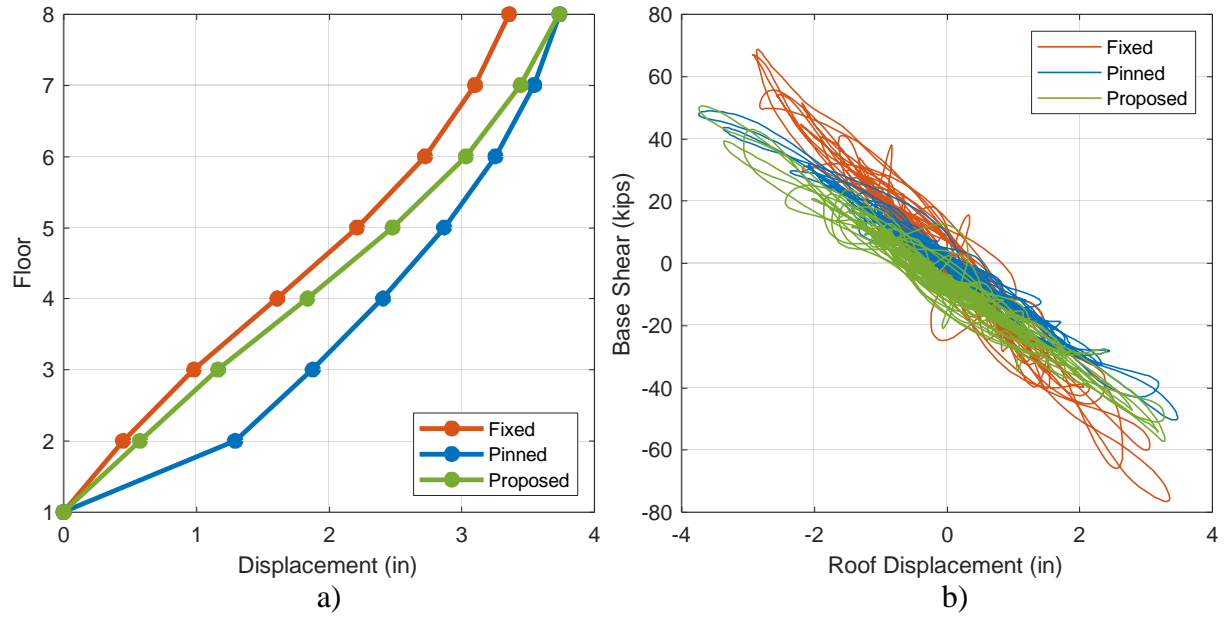 8
7
6
5
4
3
2
1
Floor
0
1
2
3
4
Displacement (in)
Fixed
Pinned
Proposed
a)
80
60
40
20
0
-20
-40
-60
-80
Base Shear (kips)
-4
-2
0
2
4
Roof Displacement (in)
Fixed
Pinned
Proposed
b)